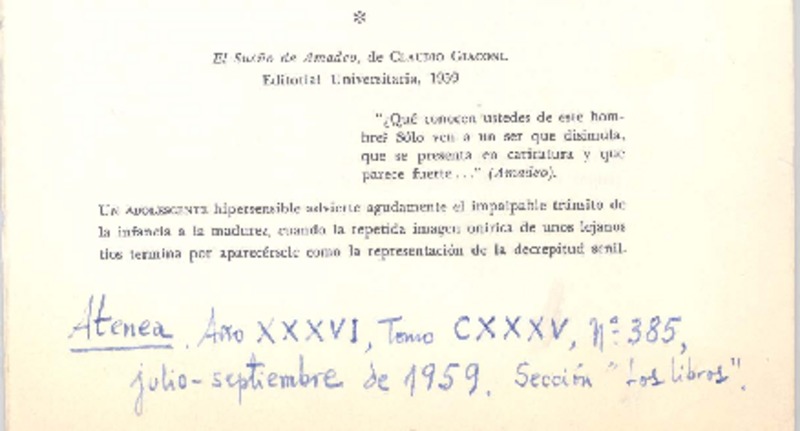 *
El Sueño de Amadeo, de CLAUDIO GIACONI.
Editorial Universitaria, 1959
"¿Qué conocen ustedes de este hom-
bre? Sólo ven a un ser que disimula,
que se presenta en caricatura y que
parece fuerte..." (Amadeo).
UN ADOLESCENTE hipersensible advierte agudamente el impalpable tránsito de
la infancia a la madurez, cuando la repetida imagen onírica de unos lejanos
tíos termina por aparecérsele como la representación de la decrepitud senil.
Atenea. Año XXXVI, Tomo CXXXV, Nº 385,
julio-septiembre de 1959. Sección "Los libros".